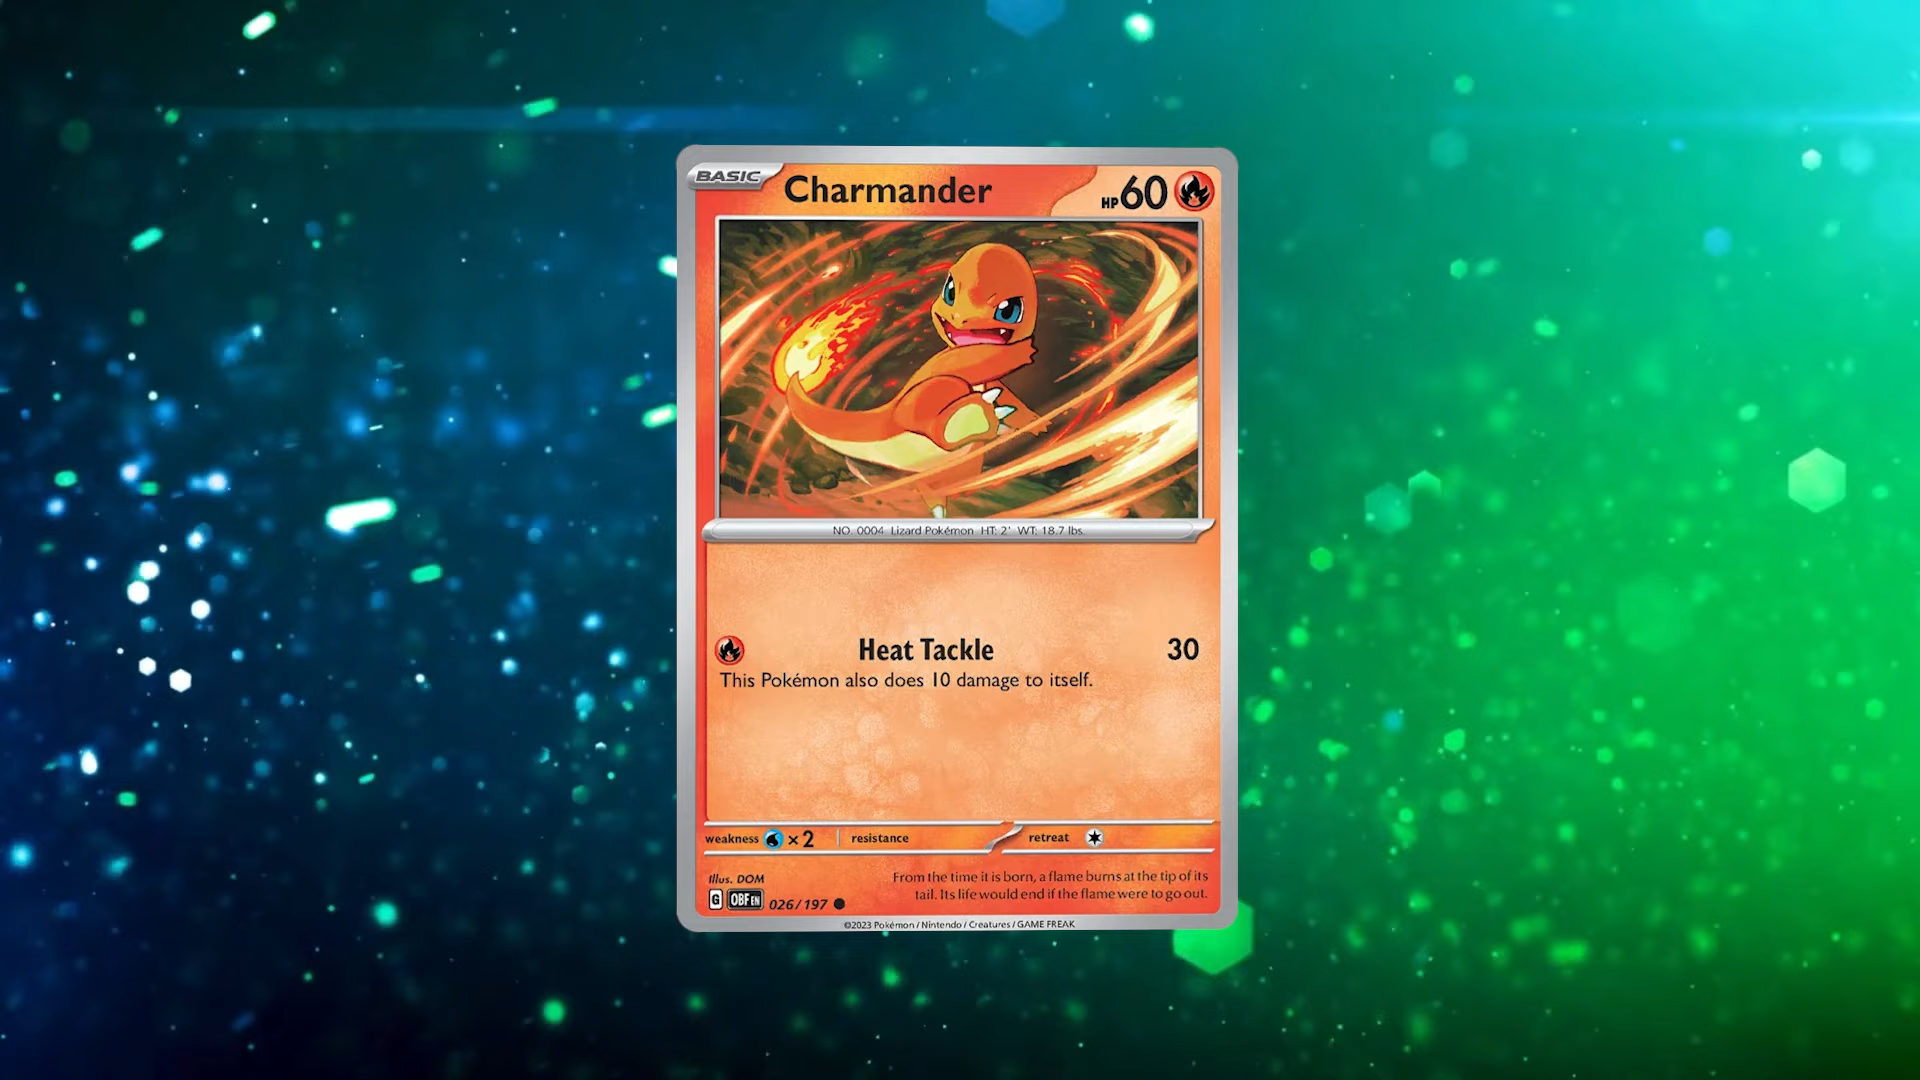 BASIC
Charmander
HP 60
NO. 0004 Lizard Pokémon HT: 2' WT: 18.7 lbs.
Heat Tackle 30
This Pokémon also does 10 damage to itself.
weakness ×2 resistance retreat
Illus. DOM
From the time it is born, a flame burns at the tip of its
tail. Its life would end if the flame were to go out.
G OBF EN 026/197
©2023 Pokémon / Nintendo / Creatures / GAME FREAK